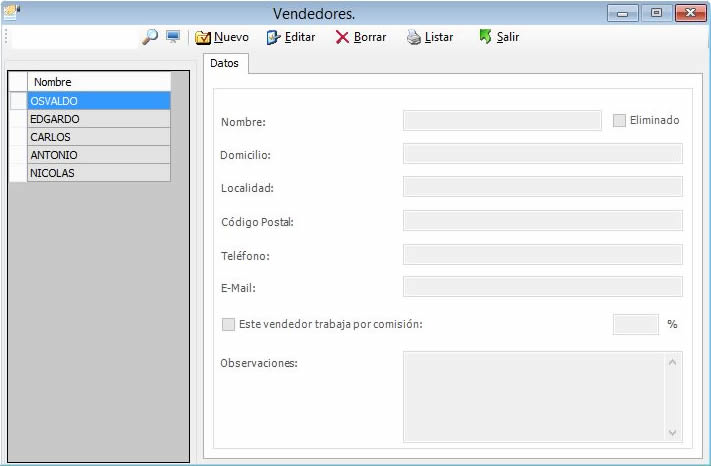 Vendedores.
Nuevo Editar Borrar Listar Salir
Datos
Nombre
OSVALDO
EDGARDO
CARLOS
ANTONIO
NICOLAS
Nombre: Eliminado
Domicilio:
Localidad:
Código Postal:
Teléfono:
E-Mail:
Este vendedor trabaja por comisión: %
Observaciones: